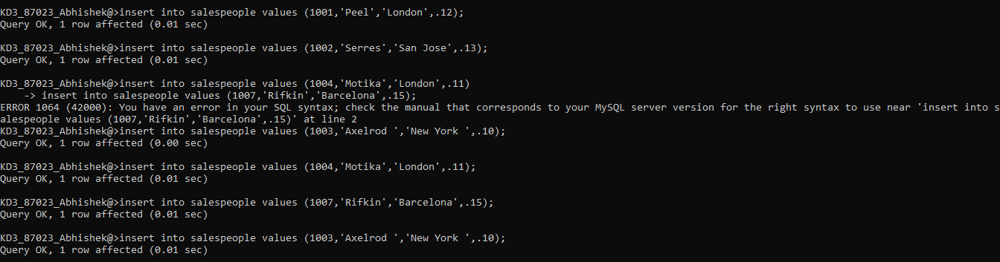 KD3_87023_Abhishek@>insert into salespeople values (1001,'Peel','London',.12);
Query OK, 1 row affected (0.01 sec)
KD3_87023_Abhishek@>insert into salespeople values (1002,'Serres','San Jose',.13);
Query OK, 1 row affected (0.01 sec)
KD3_87023_Abhishek@>insert into salespeople values (1004,'Motika','London',.11)
    -> insert into salespeople values (1007,'Rifkin','Barcelona',.15);
ERROR 1064 (42000): You have an error in your SQL syntax; check the manual that corresponds to your MySQL server version for the right syntax to use near 'insert into s
alespeople values (1007,'Rifkin','Barcelona',.15)' at line 2
KD3_87023_Abhishek@>insert into salespeople values (1003,'Axelrod ','New York ',.10);
Query OK, 1 row affected (0.00 sec)
KD3_87023_Abhishek@>insert into salespeople values (1004,'Motika','London',.11);
Query OK, 1 row affected (0.01 sec)
KD3_87023_Abhishek@>insert into salespeople values (1007,'Rifkin','Barcelona',.15);
Query OK, 1 row affected (0.01 sec)
KD3_87023_Abhishek@>insert into salespeople values (1003,'Axelrod ','New York ',.10);
Query OK, 1 row affected (0.01 sec)